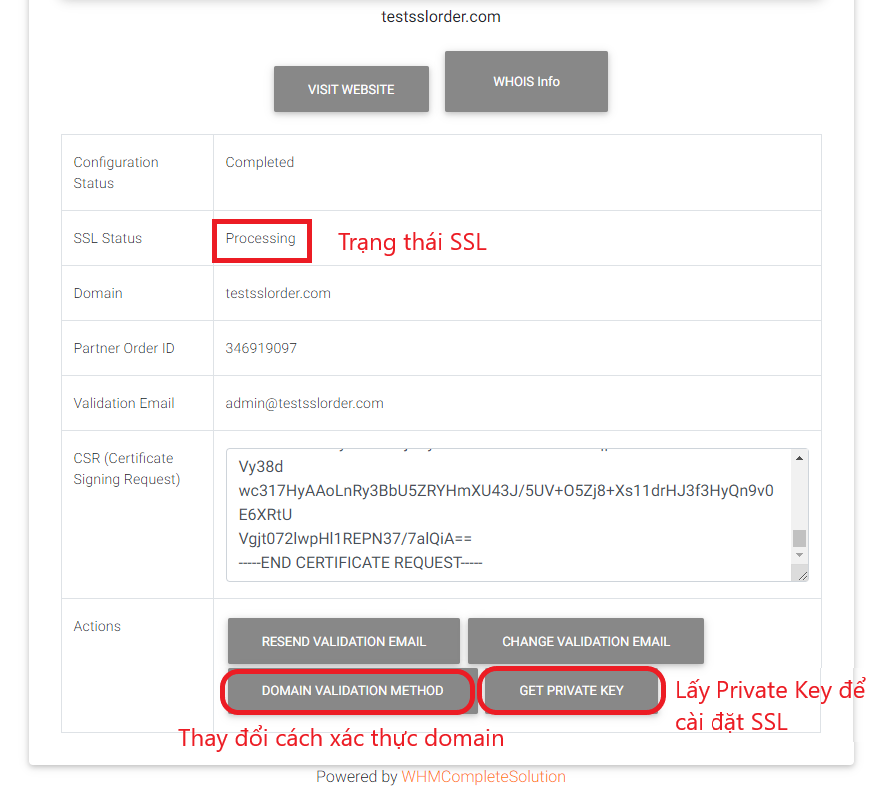 testsslorder.com
VISIT WEBSITE
WHOIS Info
Configuration
Status
Completed
SSL Status
Processing
Trạng thái SSL
Domain
testsslorder.com
Partner Order ID
346919097
Validation Email
admin@testsslorder.com
CSR (Certificate
Signing Request)
Vy38d
wc317HyAAoLnRy3BbU5ZRYHmXU43J/5UV+O5Zj8+Xs11drHJ3f3HyQn9v0
E6XRtU
Vgjt072lwpHl1REPN37/7alQiA==
-----END CERTIFICATE REQUEST-----
Actions
RESEND VALIDATION EMAIL
CHANGE VALIDATION EMAIL
DOMAIN VALIDATION METHOD
GET PRIVATE KEY
Lấy Private Key để
cài đặt SSL
Thay đổi cách xác thực domain
Powered by WHMCompleteSolution